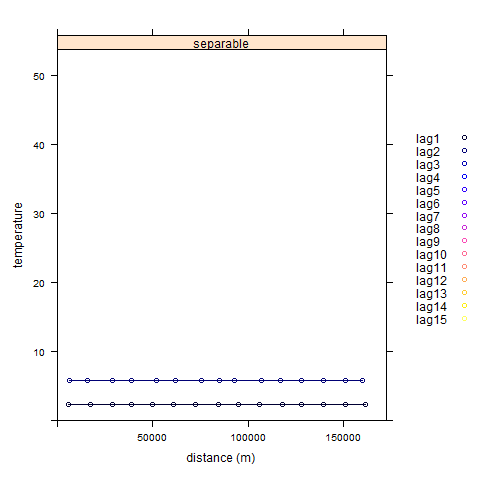 separable
50
40
30
20
10
temperature
50000 100000 150000
distance (m)
lag1
lag2
lag3
lag4
lag5
lag6
lag7
lag8
lag9
lag10
lag11
lag12
lag13
lag14
lag15